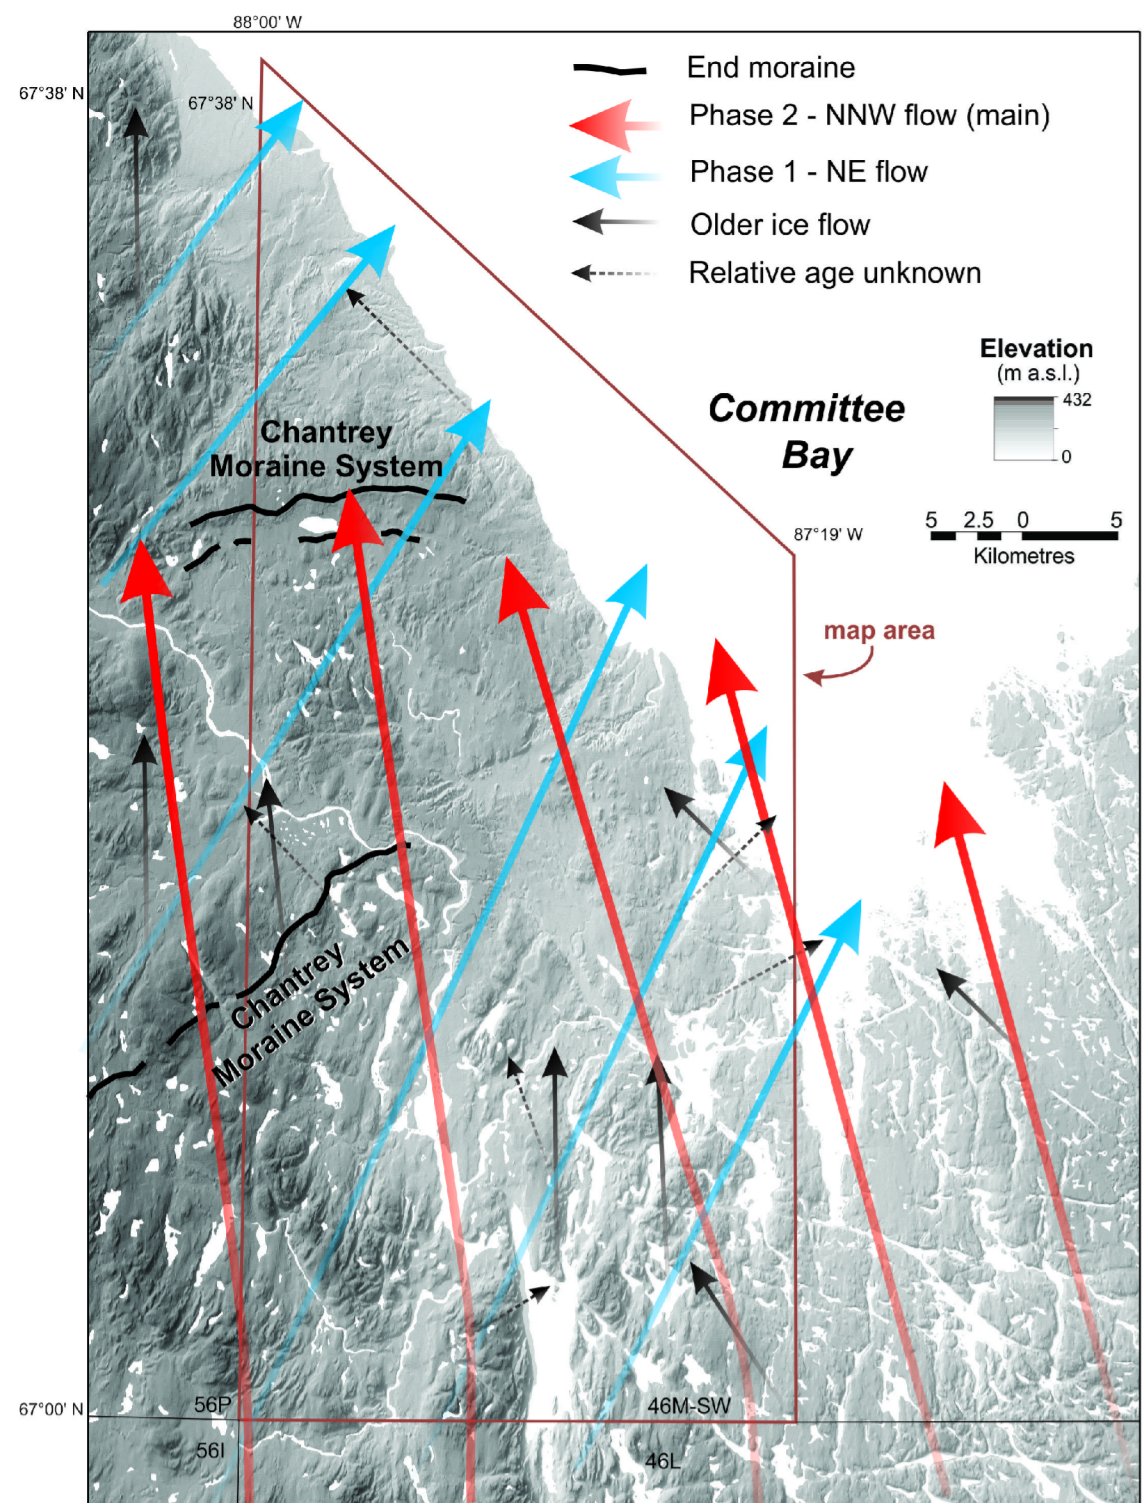 88°00' W
67°38' N
67°38' N
End moraine
Phase 2 - NNW flow (main)
Phase 1 - NE flow
Older ice flow
Relative age unknown
Elevation
(m a.s.l.)
432
0
Committee
Bay
Chantrey
Moraine System
5 2.5 0 5
Kilometres
87°19' W
map area
Chantrey
Moraine System
67°00' N
56P
46M-SW
56I
46L